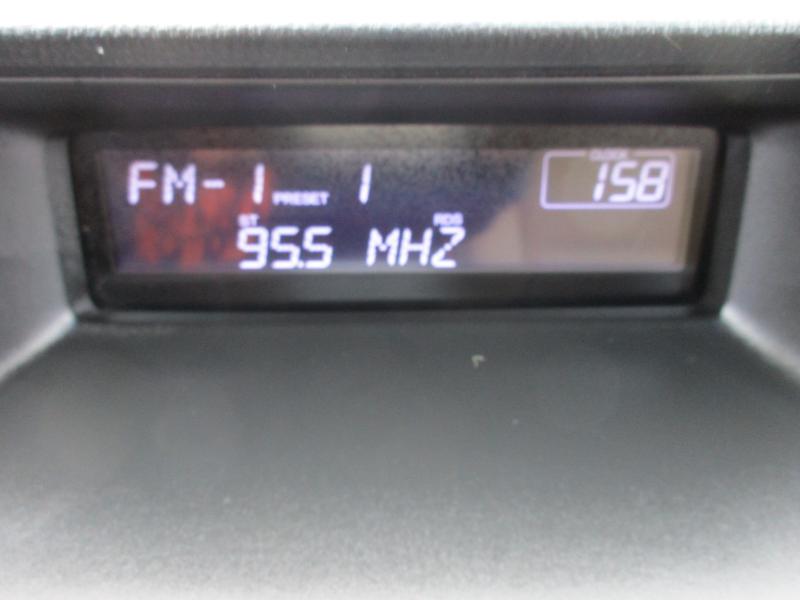 CLOCK
FM-1 PRESET 1 158
ST RDS
95.5 MHZ